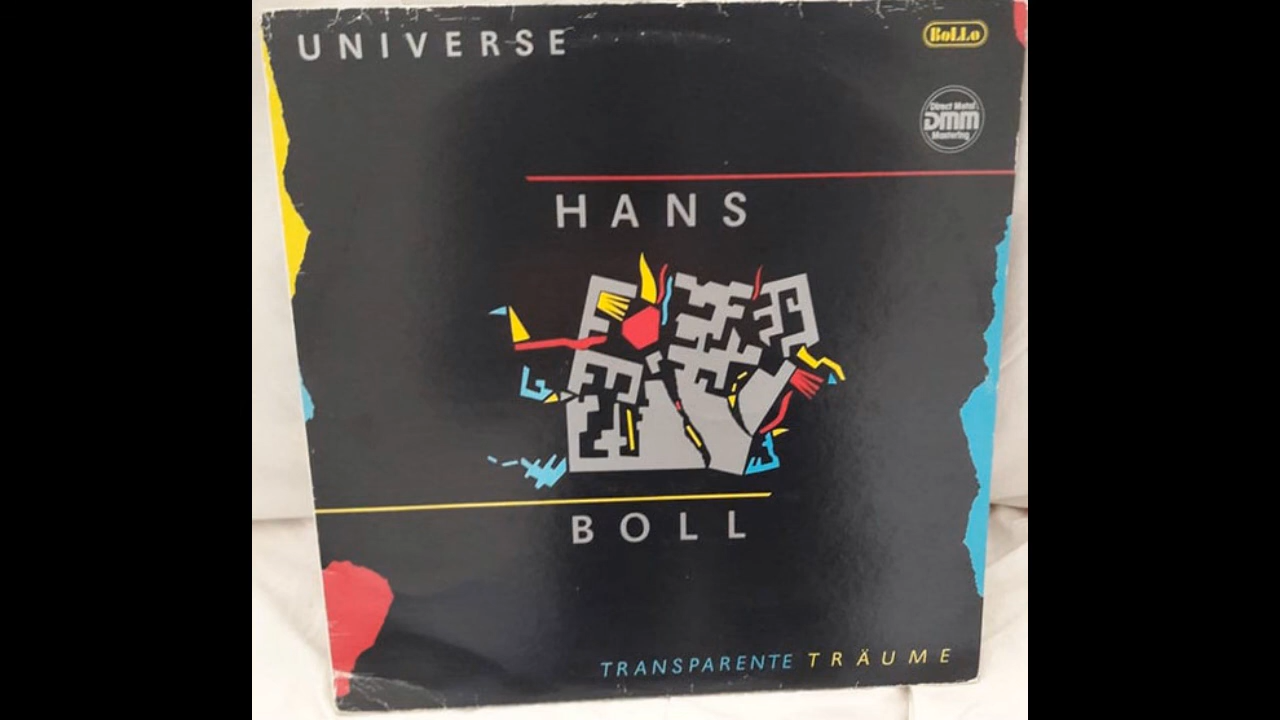 UNIVERSE
BoLLo
Direct Metal
DMM
Mastering
HANS
BOLL
TRANSPARENTE TRÄUME